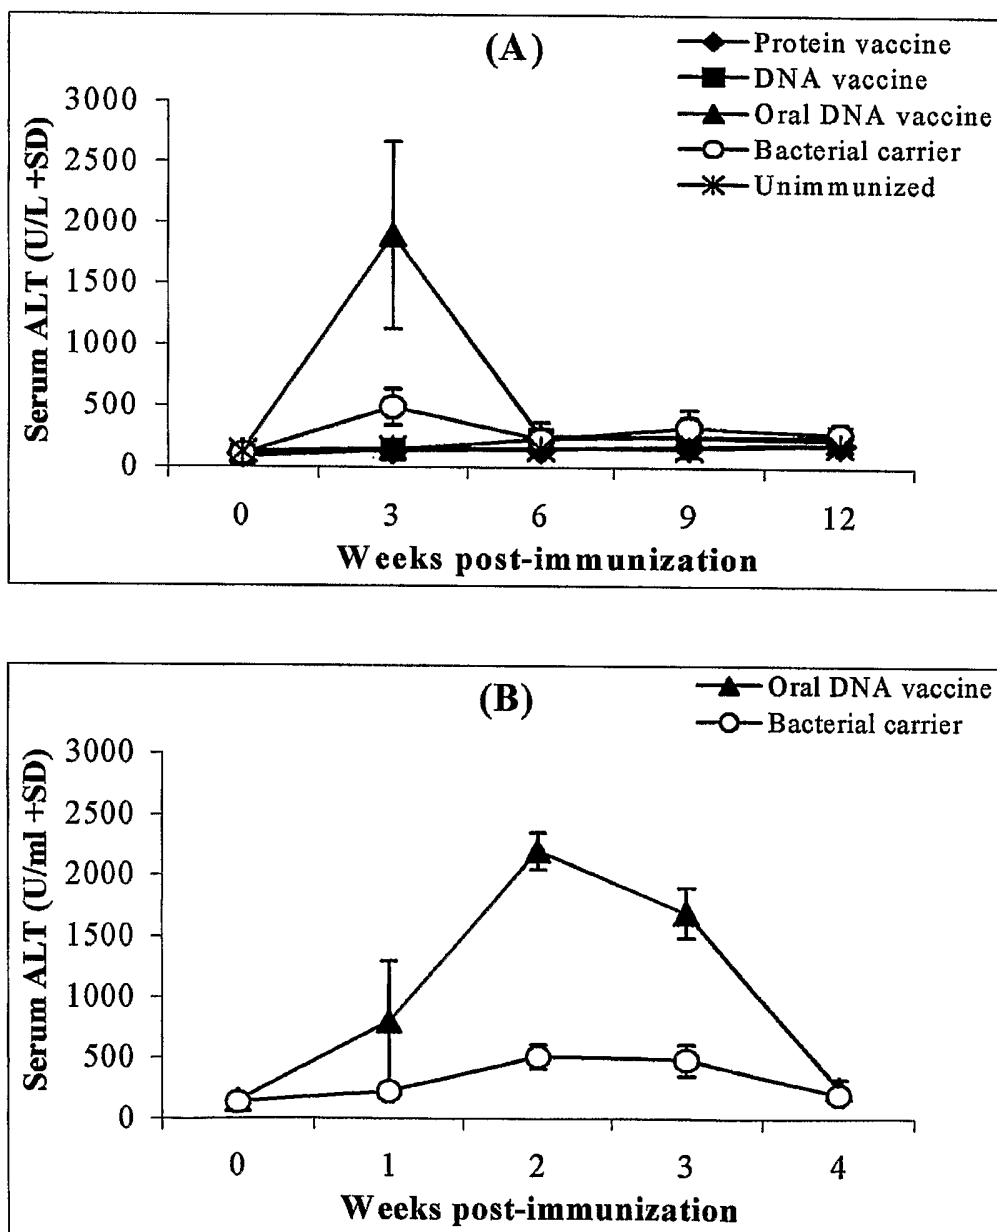 (A)
Protein vaccine
DNA vaccine
Oral DNA vaccine
Bacterial carrier
Unimmunized
Serum ALT (U/L +SD)
3000
2500
2000
1500
1000
500
0
0 3 6 9 12
Weeks post-immunization
(B)
Oral DNA vaccine
Bacterial carrier
Serum ALT (U/ml +SD)
3000
2500
2000
1500
1000
500
0
0 1 2 3 4
Weeks post-immunization